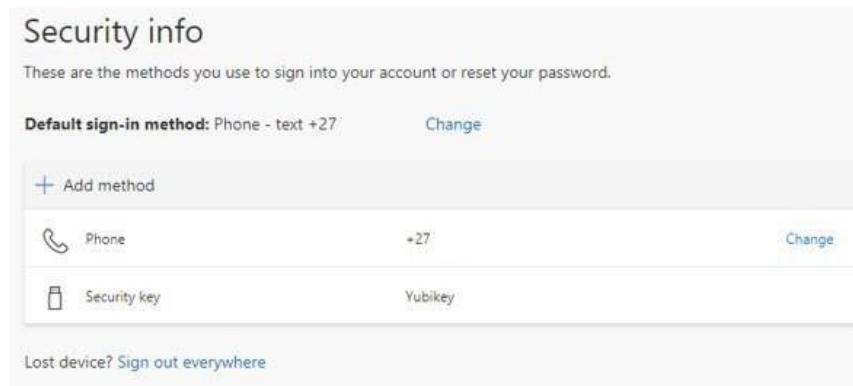 Security info
These are the methods you use to sign into your account or reset your password.
Default sign-in method: Phone - text +27 Change
+ Add method
Phone +27 Change
Security key Yubikey
Lost device? Sign out everywhere